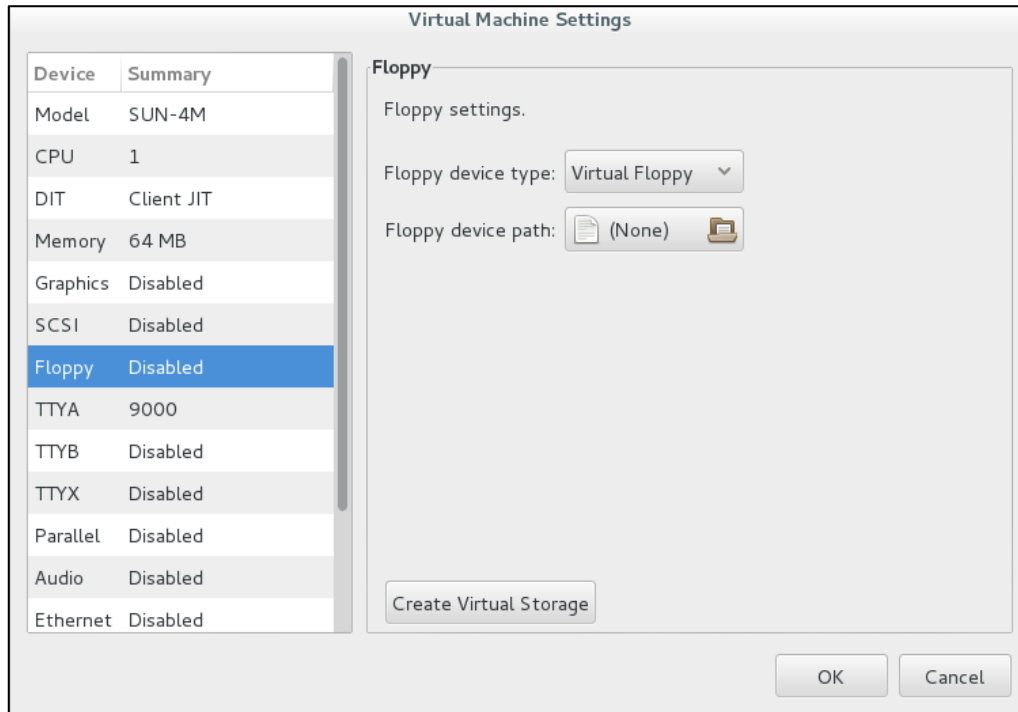 Virtual Machine Settings
Device Summary
Model SUN-4M
CPU 1
DIT Client JIT
Memory 64 MB
Graphics Disabled
SCSI Disabled
Floppy Disabled
TTYA 9000
TTYB Disabled
TTYX Disabled
Parallel Disabled
Audio Disabled
Ethernet Disabled
Floppy
Floppy settings.
Floppy device type: Virtual Floppy
Floppy device path: (None)
Create Virtual Storage
OK Cancel